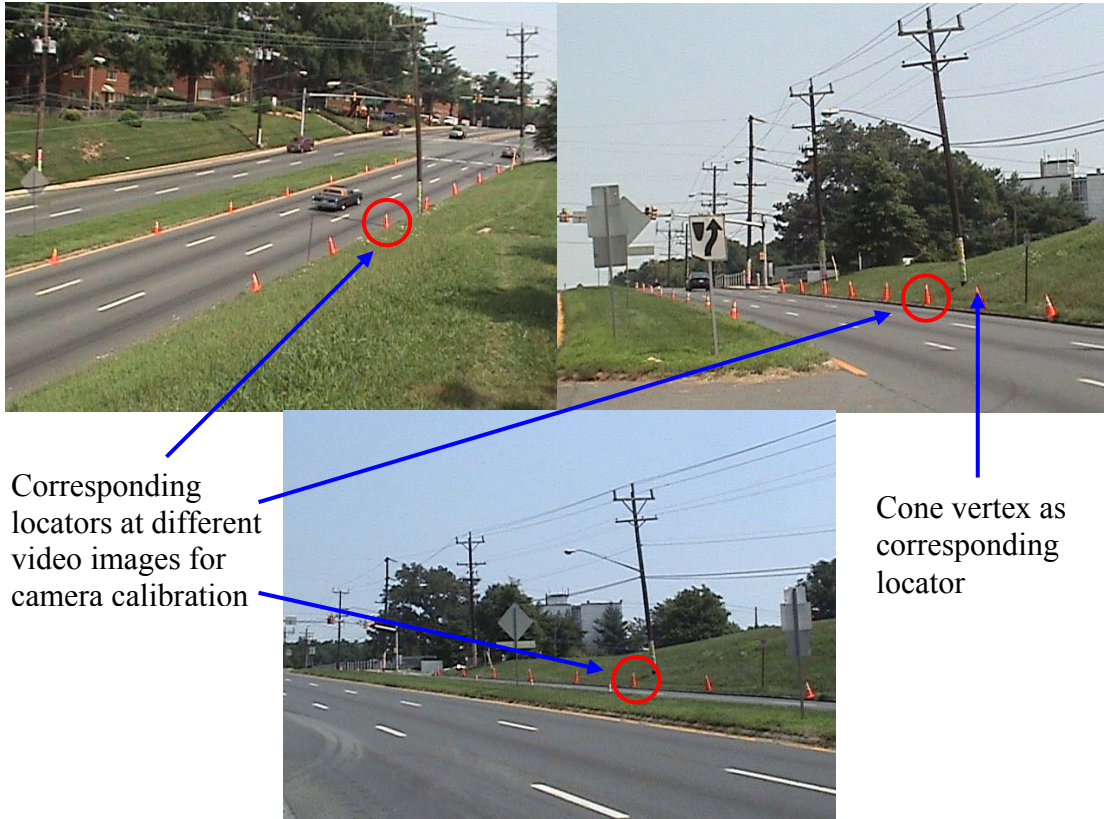 Corresponding
locators at different
video images for
camera calibration
Cone vertex as
corresponding
locator